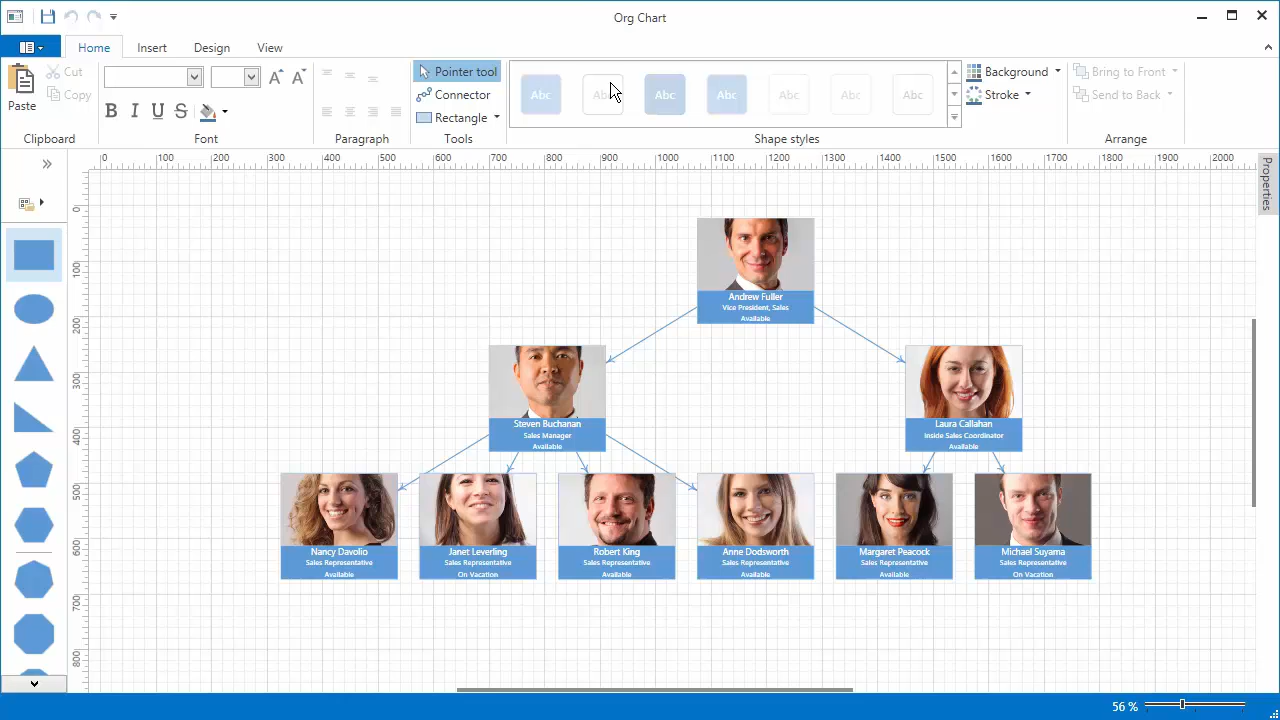 Org Chart
Home Insert Design View
Paste
Cut
Copy
Clipboard
A A
B I U S
Font
Paragraph
Pointer tool
Connector
Rectangle
Tools
Abc Abc Abc Abc Abc Abc Abc
Shape styles
Background
Stroke
Bring to Front
Send to Back
Arrange
0 100 200 300 400 500 600 700 800 900 1000 1100 1200 1300 1400 1500 1600 1700 1800 1900 2000
0
100
200
300
400
500
600
700
800
Properties
Andrew Fuller
Vice President, Sales
Available
Steven Buchanan
Sales Manager
Available
Laura Callahan
Inside Sales Coordinator
Available
Nancy Davolio
Sales Representative
Available
Janet Leverling
Sales Representative
On Vacation
Robert King
Sales Representative
Available
Anne Dodsworth
Sales Representative
Available
Margaret Peacock
Sales Representative
Available
Michael Suyama
Sales Representative
On Vacation
56 %